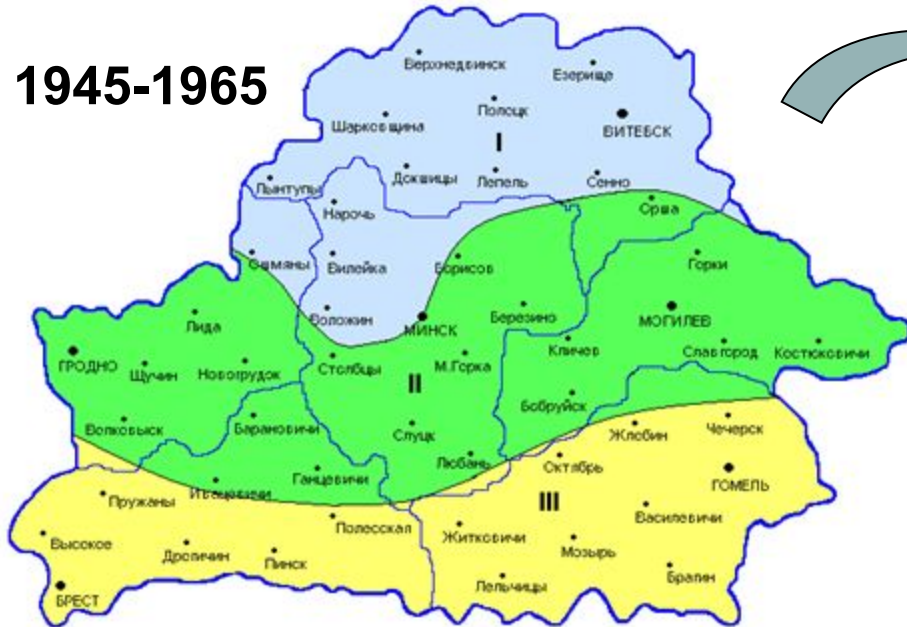 1945-1965
Верхнедвинск
Езерище
Полоцк
Шарковщина
ВИТЕБСК
I
Докшицы
Лепель
Сенно
Лынтупы
Нарочь
Орша
Ошмяны
Вилейка
Борисов
Горки
Воложин
МИНСК
Березино
МОГИЛЕВ
Лида
ГРОДНО
Щучин
Новогрудок
Столбцы
М.Горка
Кличев
Славгород
Костюковичи
II
Бобруйск
Волковыск
Барановичи
Слуцк
Жлобин
Чечерск
Любань
Октябрь
Ганцевичи
ГОМЕЛЬ
Ивацевичи
Пружаны
III
Василевичи
Полесская
Житковичи
Высокое
Дрогичин
Пинск
Мозырь
Лельчицы
Брагин
БРЕСТ